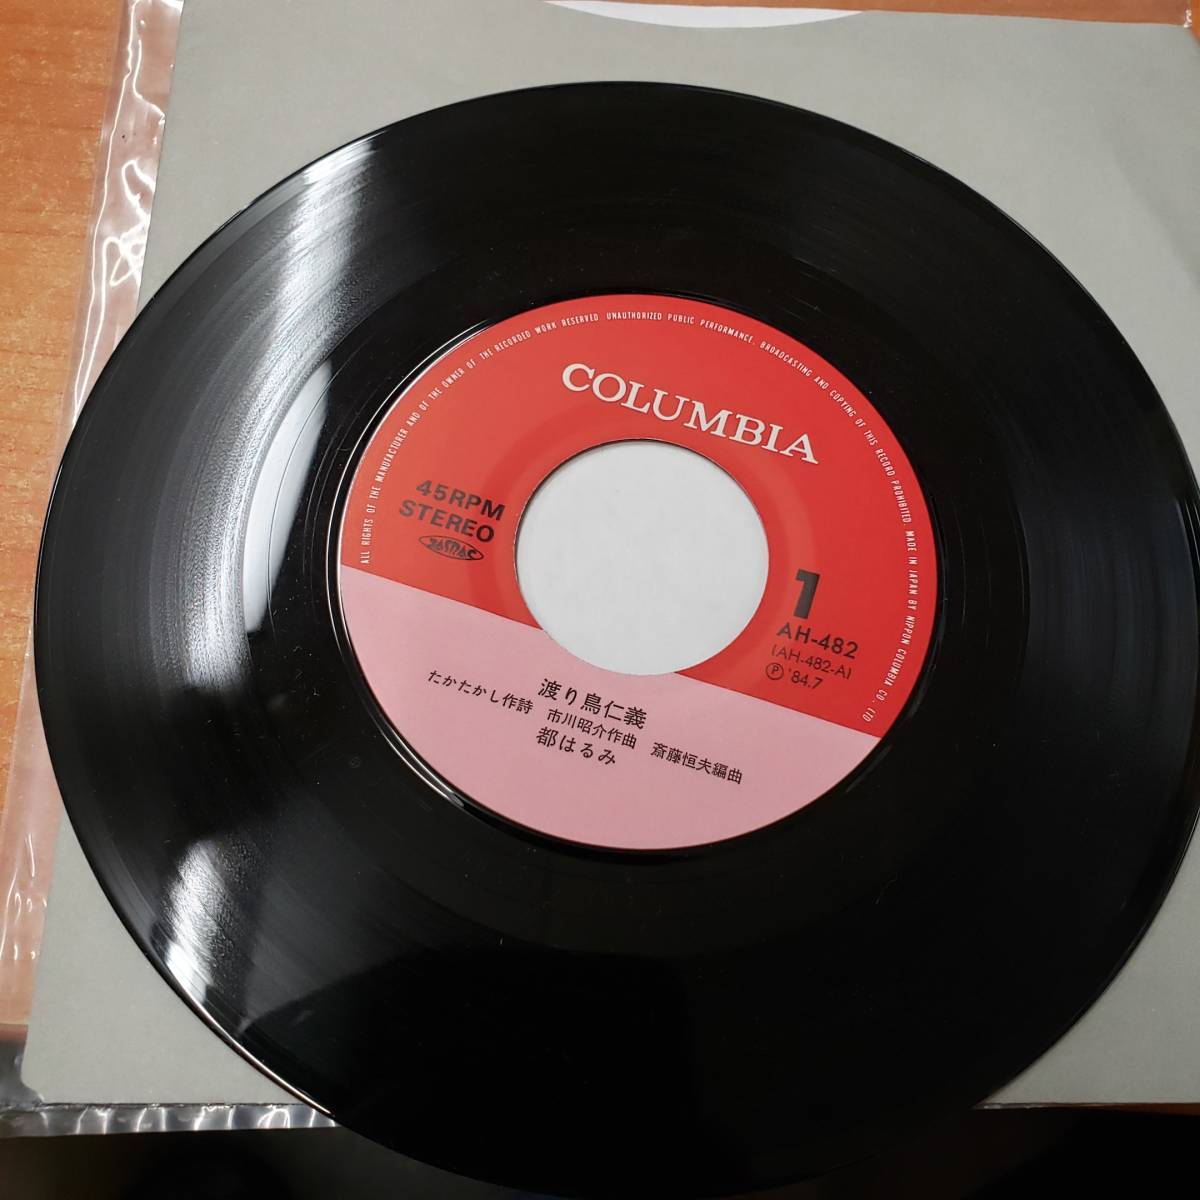 ALL RIGHTS OF THE MANUFACTURER AND OF THE OWNER OF THE RECORDED WORK RESERVED. UNAUTHORIZED PUBLIC PERFORMANCE, BROADCASTING AND COPYING OF THIS RECORD PROHIBITED. MADE IN JAPAN BY NIPPON COLUMBIA CO., LTD
COLUMBIA
45RPM
STEREO
JASRAC
1
AH-482
(AH-482-A)
Ⓟ '84.7
渡り鳥仁義
たかたかし作詩 市川昭介作曲 斎藤恒夫編曲
都はるみ